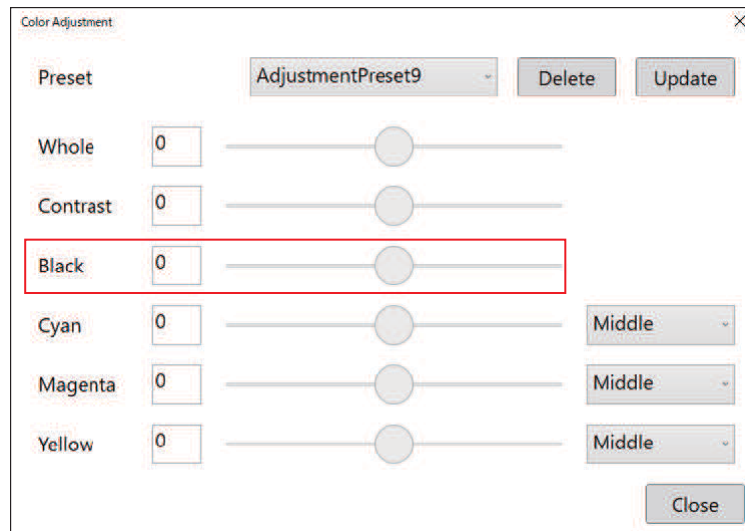 Color Adjustment
Preset AdjustmentPreset9 Delete Update
Whole 0
Contrast 0
Black 0
Cyan 0 Middle
Magenta 0 Middle
Yellow 0 Middle
Close